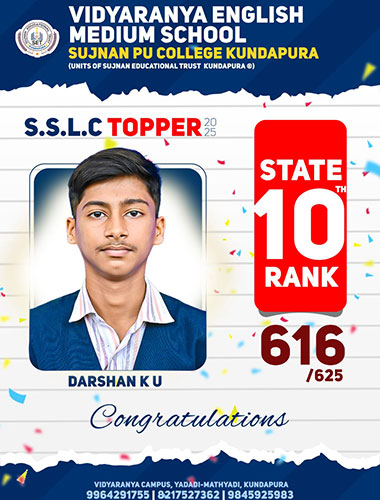 VIDYARANYA ENGLISH
MEDIUM SCHOOL
SUJNAN PU COLLEGE KUNDAPURA
(UNITS OF SUJNAN EDUCATIONAL TRUST KUNDAPURA ®)
S.S.L.C TOPPER 2025
STATE
10TH
RANK
616
/625
DARSHAN K U
Congratulations
VIDYARANYA CAMPUS, YADADI-MATHYADI, KUNDAPURA
9964291755 | 8217527362 | 9845925983